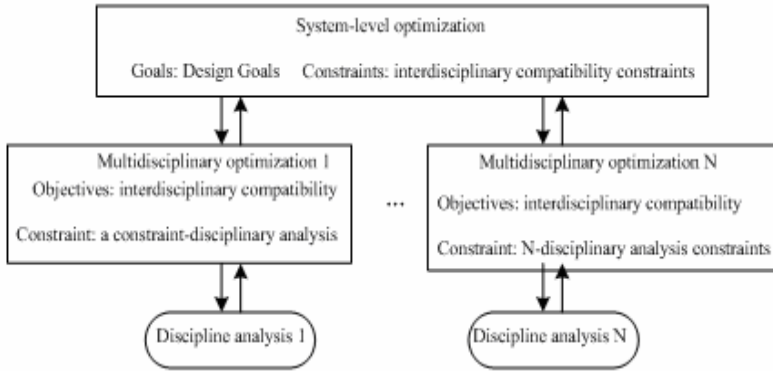 System-level optimization
Goals: Design Goals Constraints: interdisciplinary compatibility constraints
Multidisciplinary optimization 1
Objectives: interdisciplinary compatibility
Constraint: a constraint-disciplinary analysis
...
Multidisciplinary optimization N
Objectives: interdisciplinary compatibility
Constraint: N-disciplinary analysis constraints
Discipline analysis 1
Discipline analysis N